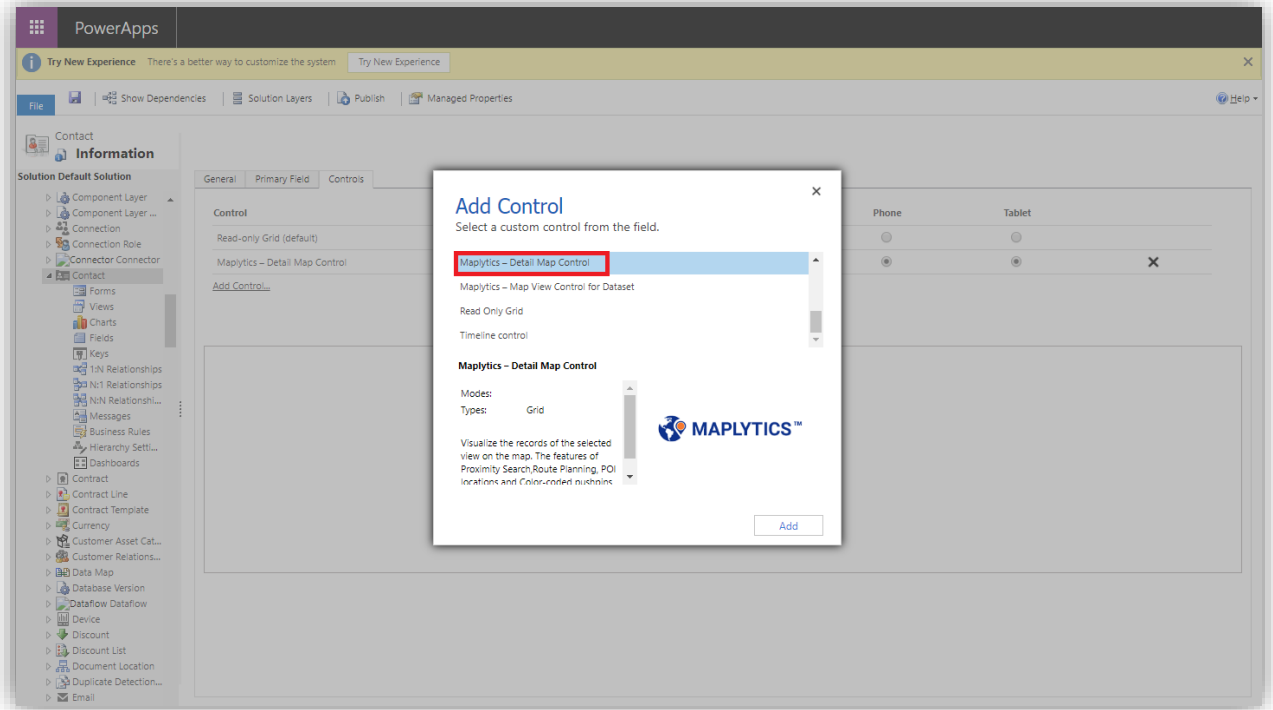 PowerApps
Try New Experience There's a better way to customize the system Try New Experience
File Show Dependencies Solution Layers Publish Managed Properties Help
Contact
Information
Solution Default Solution
Component Layer
Component Layer ...
Connection
Connection Role
Connector Connector
Contact
Forms
Views
Charts
Fields
Keys
1:N Relationships
N:1 Relationships
N:N Relationshi...
Messages
Business Rules
Hierarchy Setti...
Dashboards
Contract
Contract Line
Contract Template
Currency
Customer Asset Cat...
Customer Relations...
Data Map
Database Version
Dataflow Dataflow
Device
Discount
Discount List
Document Location
Duplicate Detection...
Email
General Primary Field Controls
Control Phone Tablet
Read-only Grid (default)
Maplytics – Detail Map Control
Add Control...
Add Control
Select a custom control from the field.
Maplytics – Detail Map Control
Maplytics – Map View Control for Dataset
Read Only Grid
Timeline control
Maplytics – Detail Map Control
Modes:
Types: Grid
Visualize the records of the selected
view on the map. The features of
Proximity Search,Route Planning, POI
locations and Color-coded pushpins
MAPLYTICS™
Add